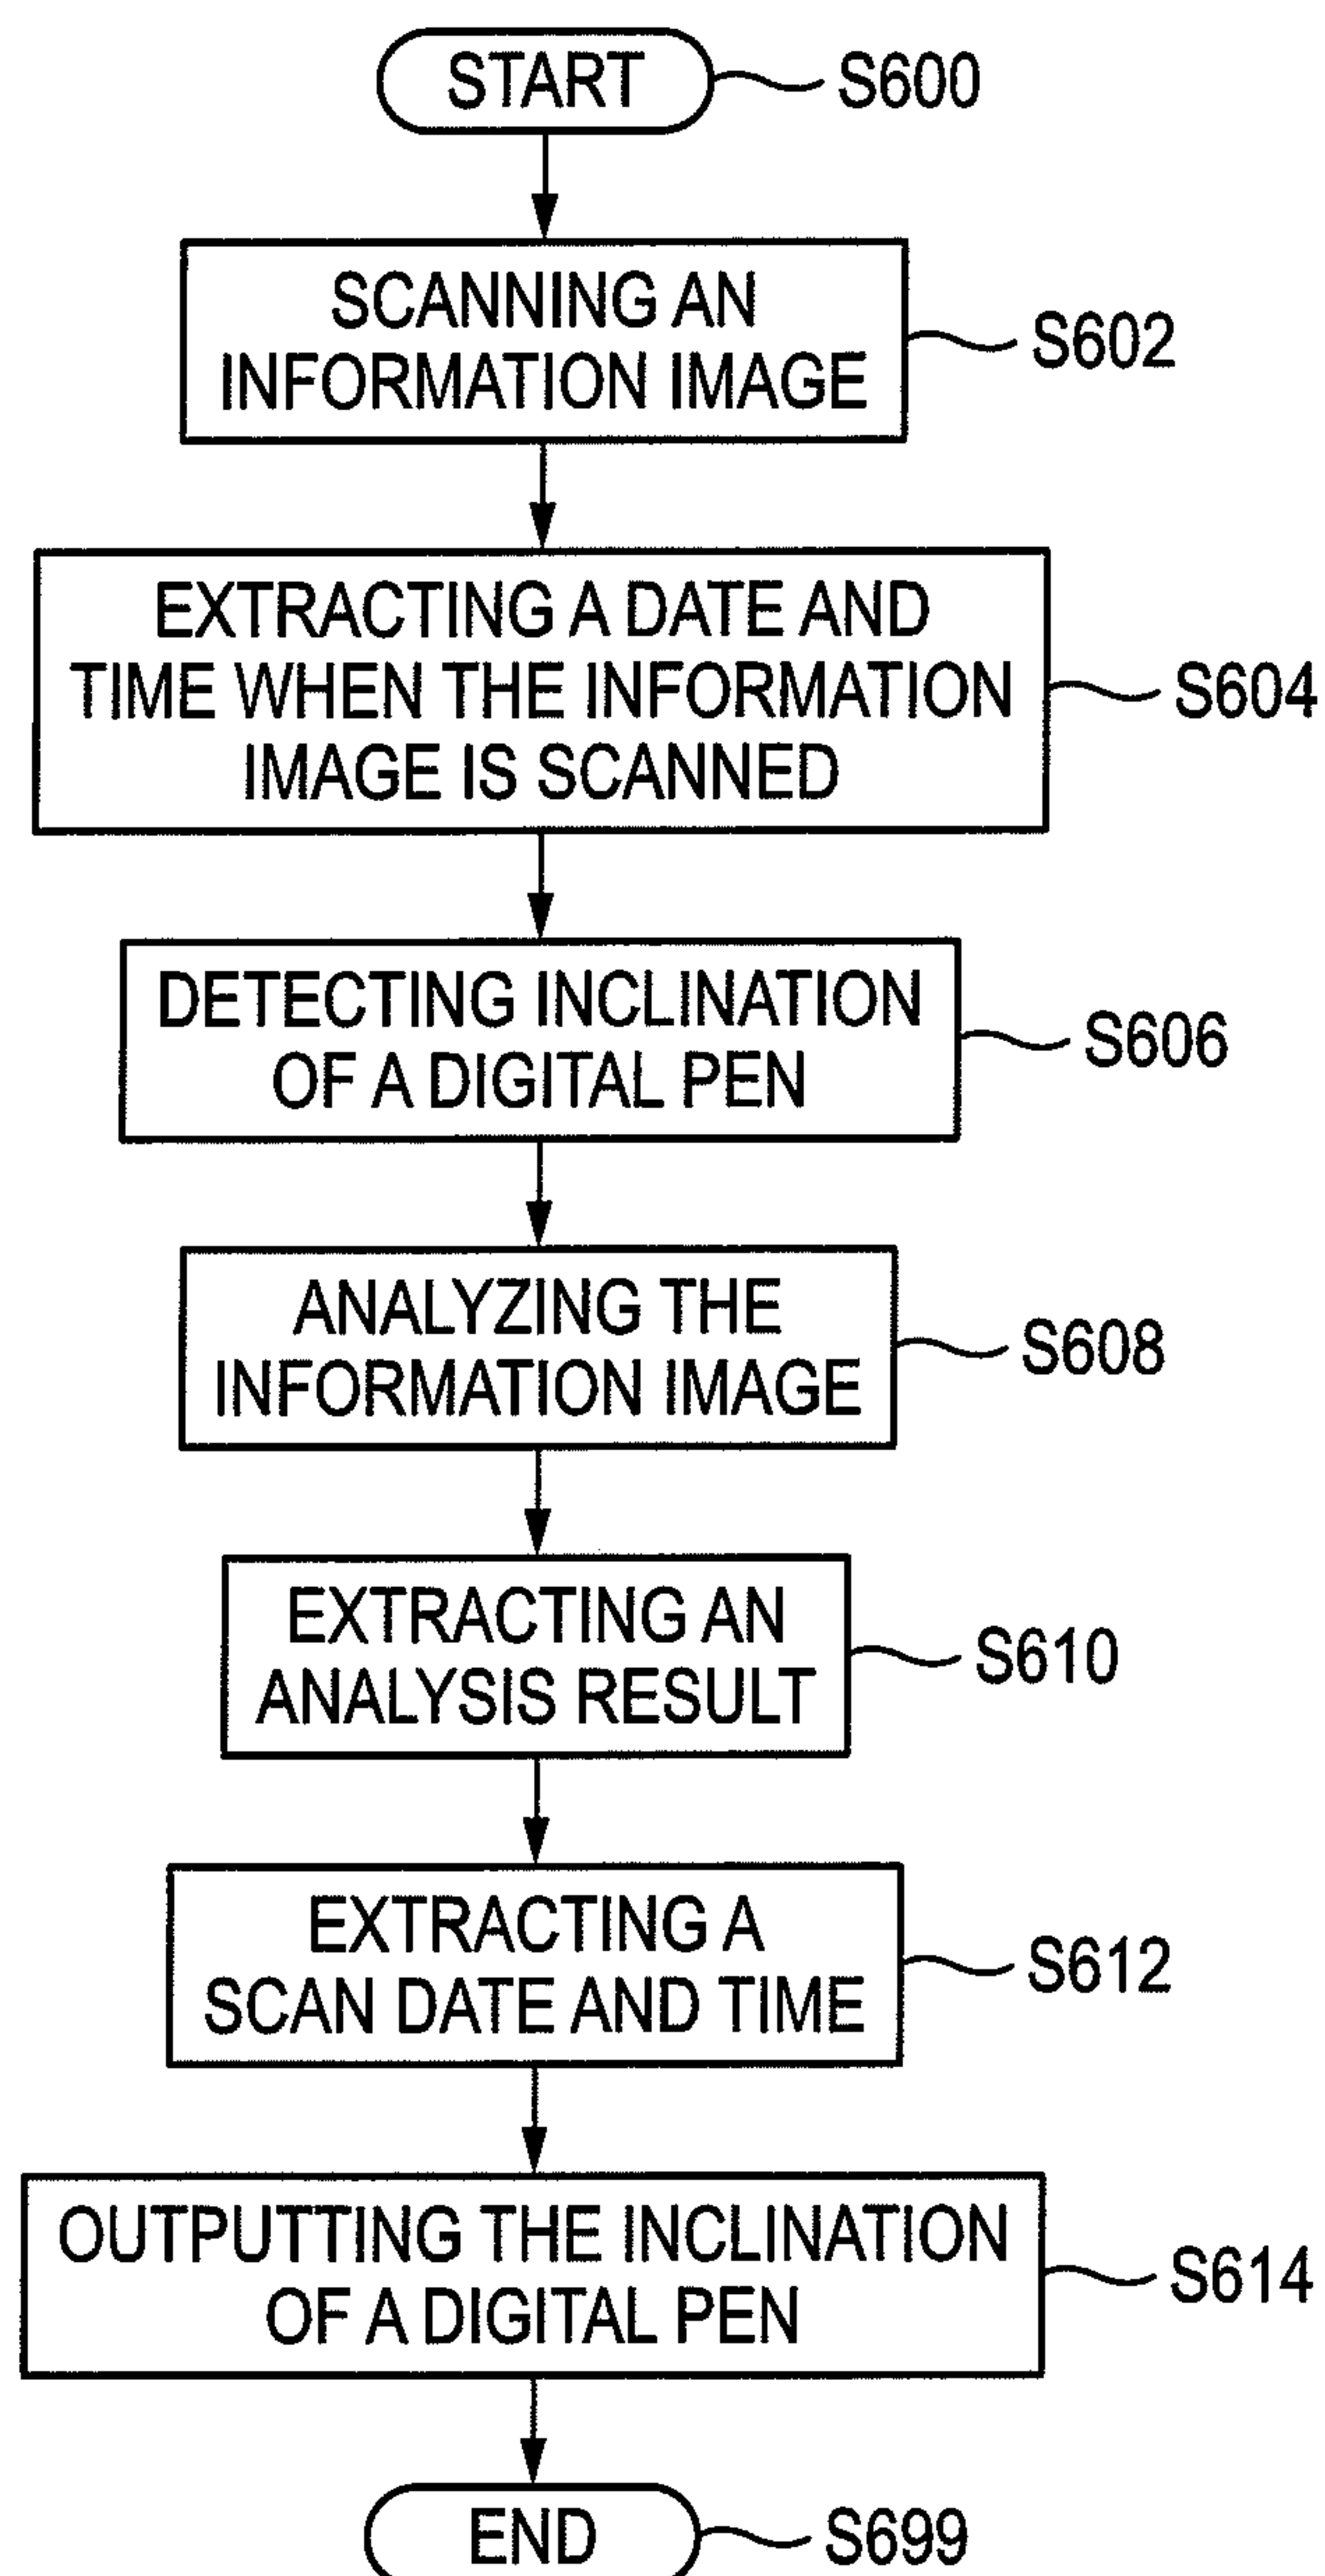 START
S600
SCANNING AN
INFORMATION IMAGE
S602
EXTRACTING A DATE AND
TIME WHEN THE INFORMATION
IMAGE IS SCANNED
S604
DETECTING INCLINATION
OF A DIGITAL PEN
S606
ANALYZING THE
INFORMATION IMAGE
S608
EXTRACTING AN
ANALYSIS RESULT
S610
EXTRACTING A
SCAN DATE AND TIME
S612
OUTPUTTING THE INCLINATION
OF A DIGITAL PEN
S614
END
S699